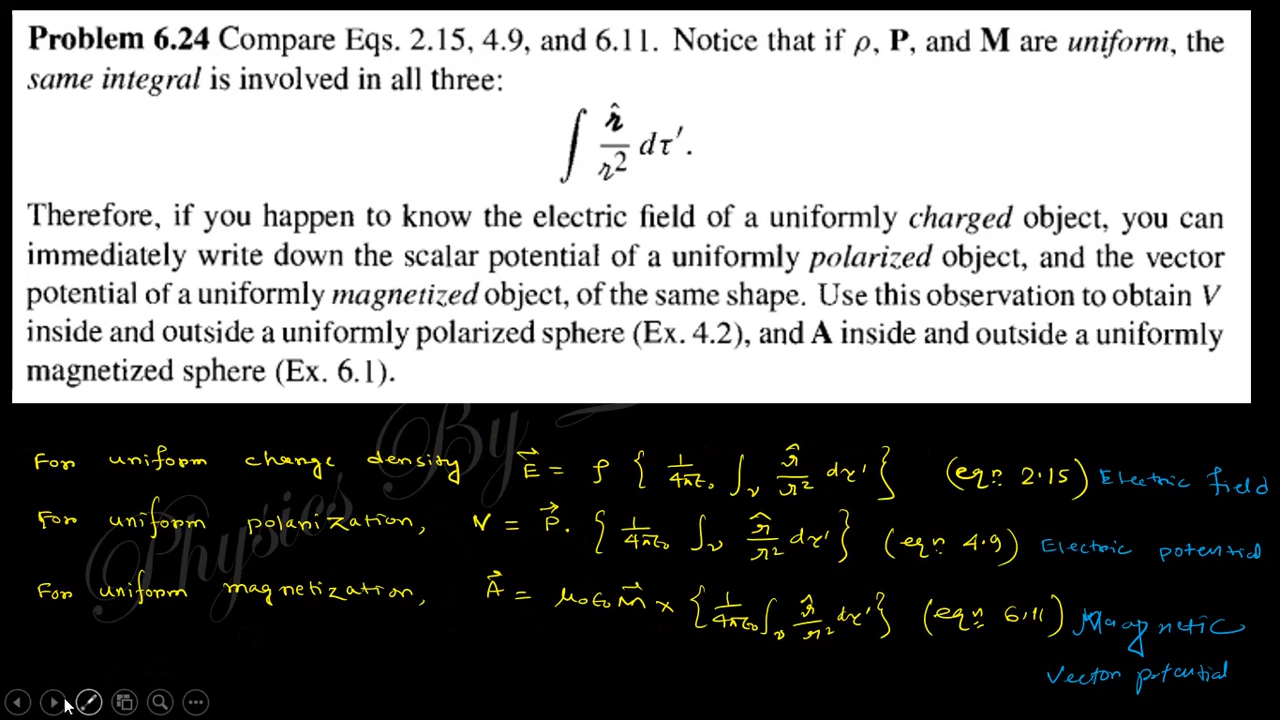 Problem 6.24 Compare Eqs. 2.15, 4.9, and 6.11. Notice that if ρ, P, and M are uniform, the
same integral is involved in all three:
∫ 𝓇̂/𝓇² dτ′.
Therefore, if you happen to know the electric field of a uniformly charged object, you can
immediately write down the scalar potential of a uniformly polarized object, and the vector
potential of a uniformly magnetized object, of the same shape. Use this observation to obtain V
inside and outside a uniformly polarized sphere (Ex. 4.2), and A inside and outside a uniformly
magnetized sphere (Ex. 6.1).
Physics By
For uniform change density E⃗ = ρ { 1/4πε₀ ∫ᵥ 𝓇̂/𝓇² dτ′ } (eqn 2.15) Electric field
For uniform polarization, V = P⃗. { 1/4πε₀ ∫ᵥ 𝓇̂/𝓇² dτ′ } (eqn 4.9) Electric potential
For uniform magnetization, A⃗ = μ₀ε₀ M⃗ × { 1/4πε₀ ∫ᵥ 𝓇̂/𝓇² dτ′ } (eqn 6.11) Magnetic
Vector potential